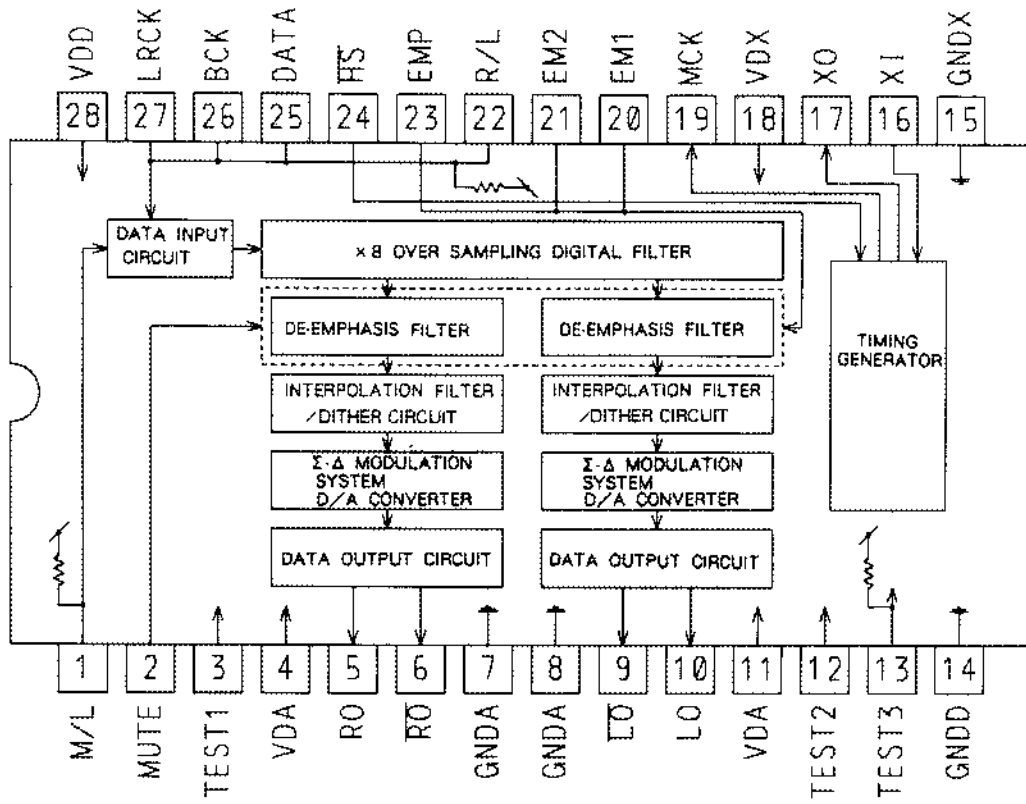 VDD
LRCK
BCK
DATA
HS
EMP
R/L
EM2
EM1
MCK
VDX
XO
XI
GNDX
28
27
26
25
24
23
22
21
20
19
18
17
16
15
DATA INPUT
CIRCUIT
×8 OVER SAMPLING DIGITAL FILTER
DE-EMPHASIS FILTER
DE-EMPHASIS FILTER
TIMING
GENERATOR
INTERPOLATION FILTER
/DITHER CIRCUIT
INTERPOLATION FILTER
/DITHER CIRCUIT
Σ-Δ MODULATION
SYSTEM
D/A CONVERTER
Σ-Δ MODULATION
SYSTEM
D/A CONVERTER
DATA OUTPUT CIRCUIT
DATA OUTPUT CIRCUIT
1
2
3
4
5
6
7
8
9
10
11
12
13
14
M/L
MUTE
TEST1
VDA
RO
RO
GNDA
GNDA
LO
LO
VDA
TEST2
TEST3
GNDD